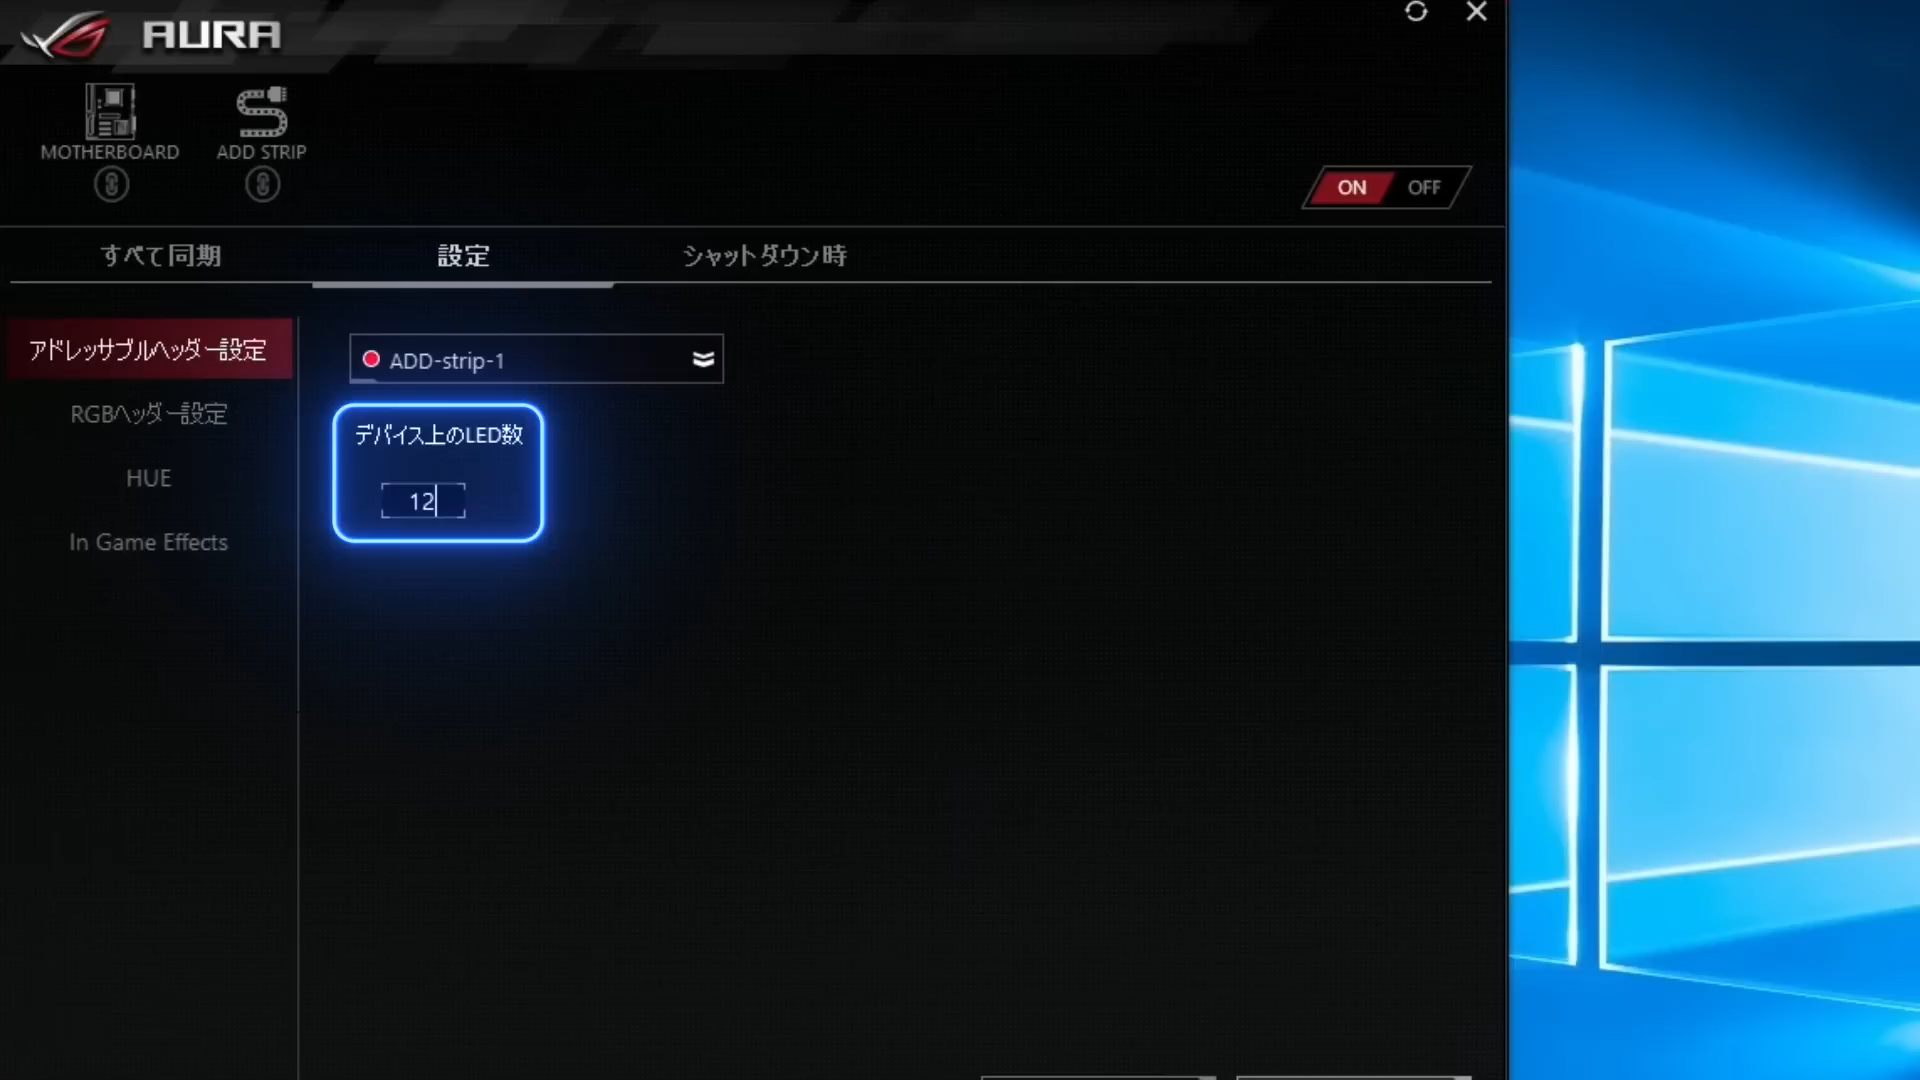 AURA
MOTHERBOARD
ADD STRIP
ON
OFF
すべて同期
設定
シャットダウン時
アドレッサブルヘッダー設定
ADD-strip-1
RGBヘッダー設定
デバイス上のLED数
HUE
12
In Game Effects